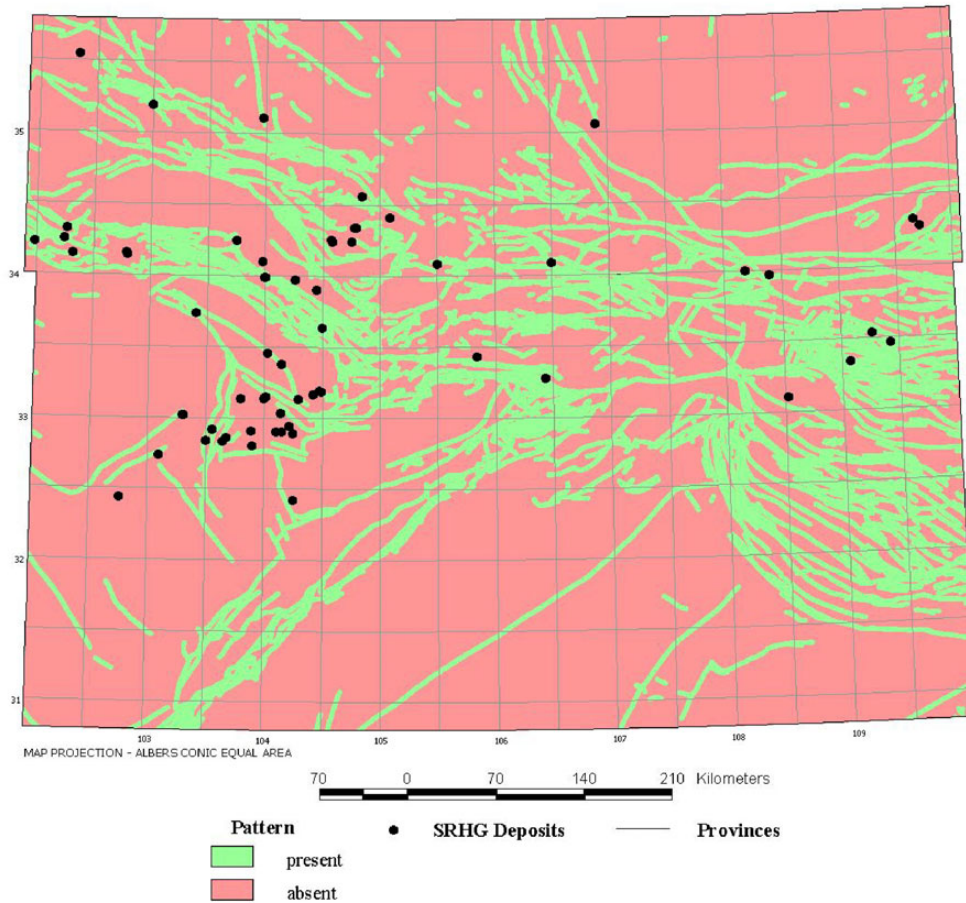 35
34
33
32
31
103 104 105 106 107 108 109
MAP PROJECTION - ALBERS CONIC EQUAL AREA
70 0 70 140 210 Kilometers
Pattern SRHG Deposits Provinces
present
absent